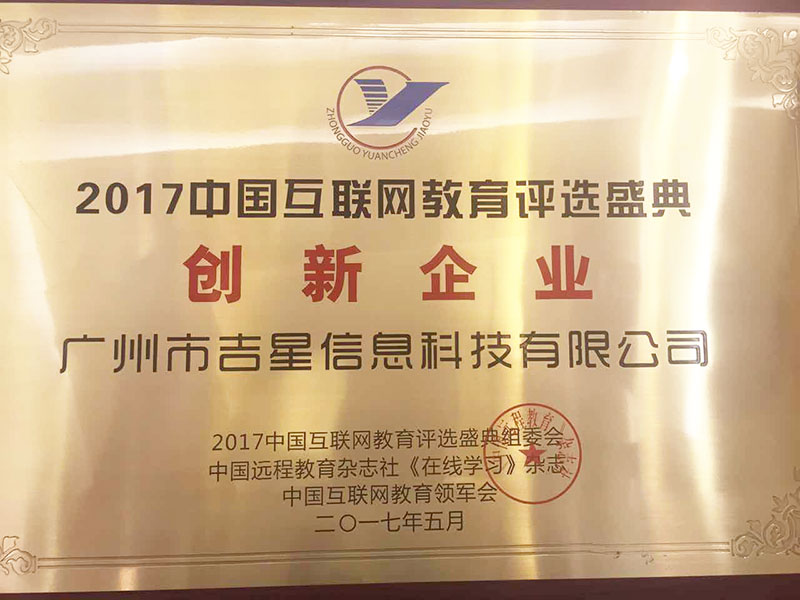 ZHONGGUO YUANCHENG JIAOYU
2017中国互联网教育评选盛典
创新企业
广州市吉星信息科技有限公司
2017中国互联网教育评选盛典组委会
中国远程教育杂志社《在线学习》杂志
中国互联网教育领军会
二〇一七年五月